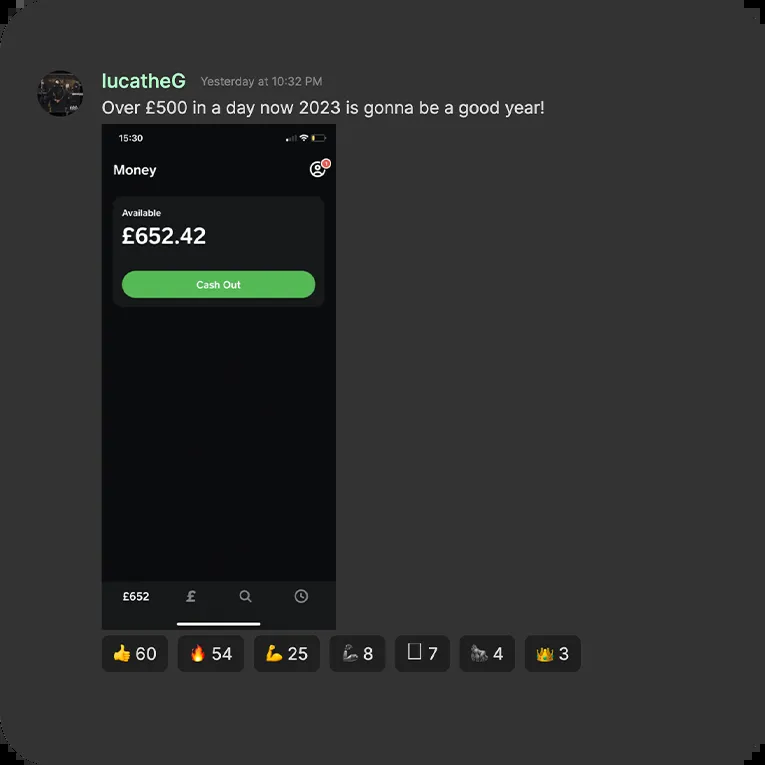 lucatheG Yesterday at 10:32 PM
Over £500 in a day now 2023 is gonna be a good year!
15:30
Money
Available
£652.42
Cash Out
£652 £
60 54 25 8 7 4 3